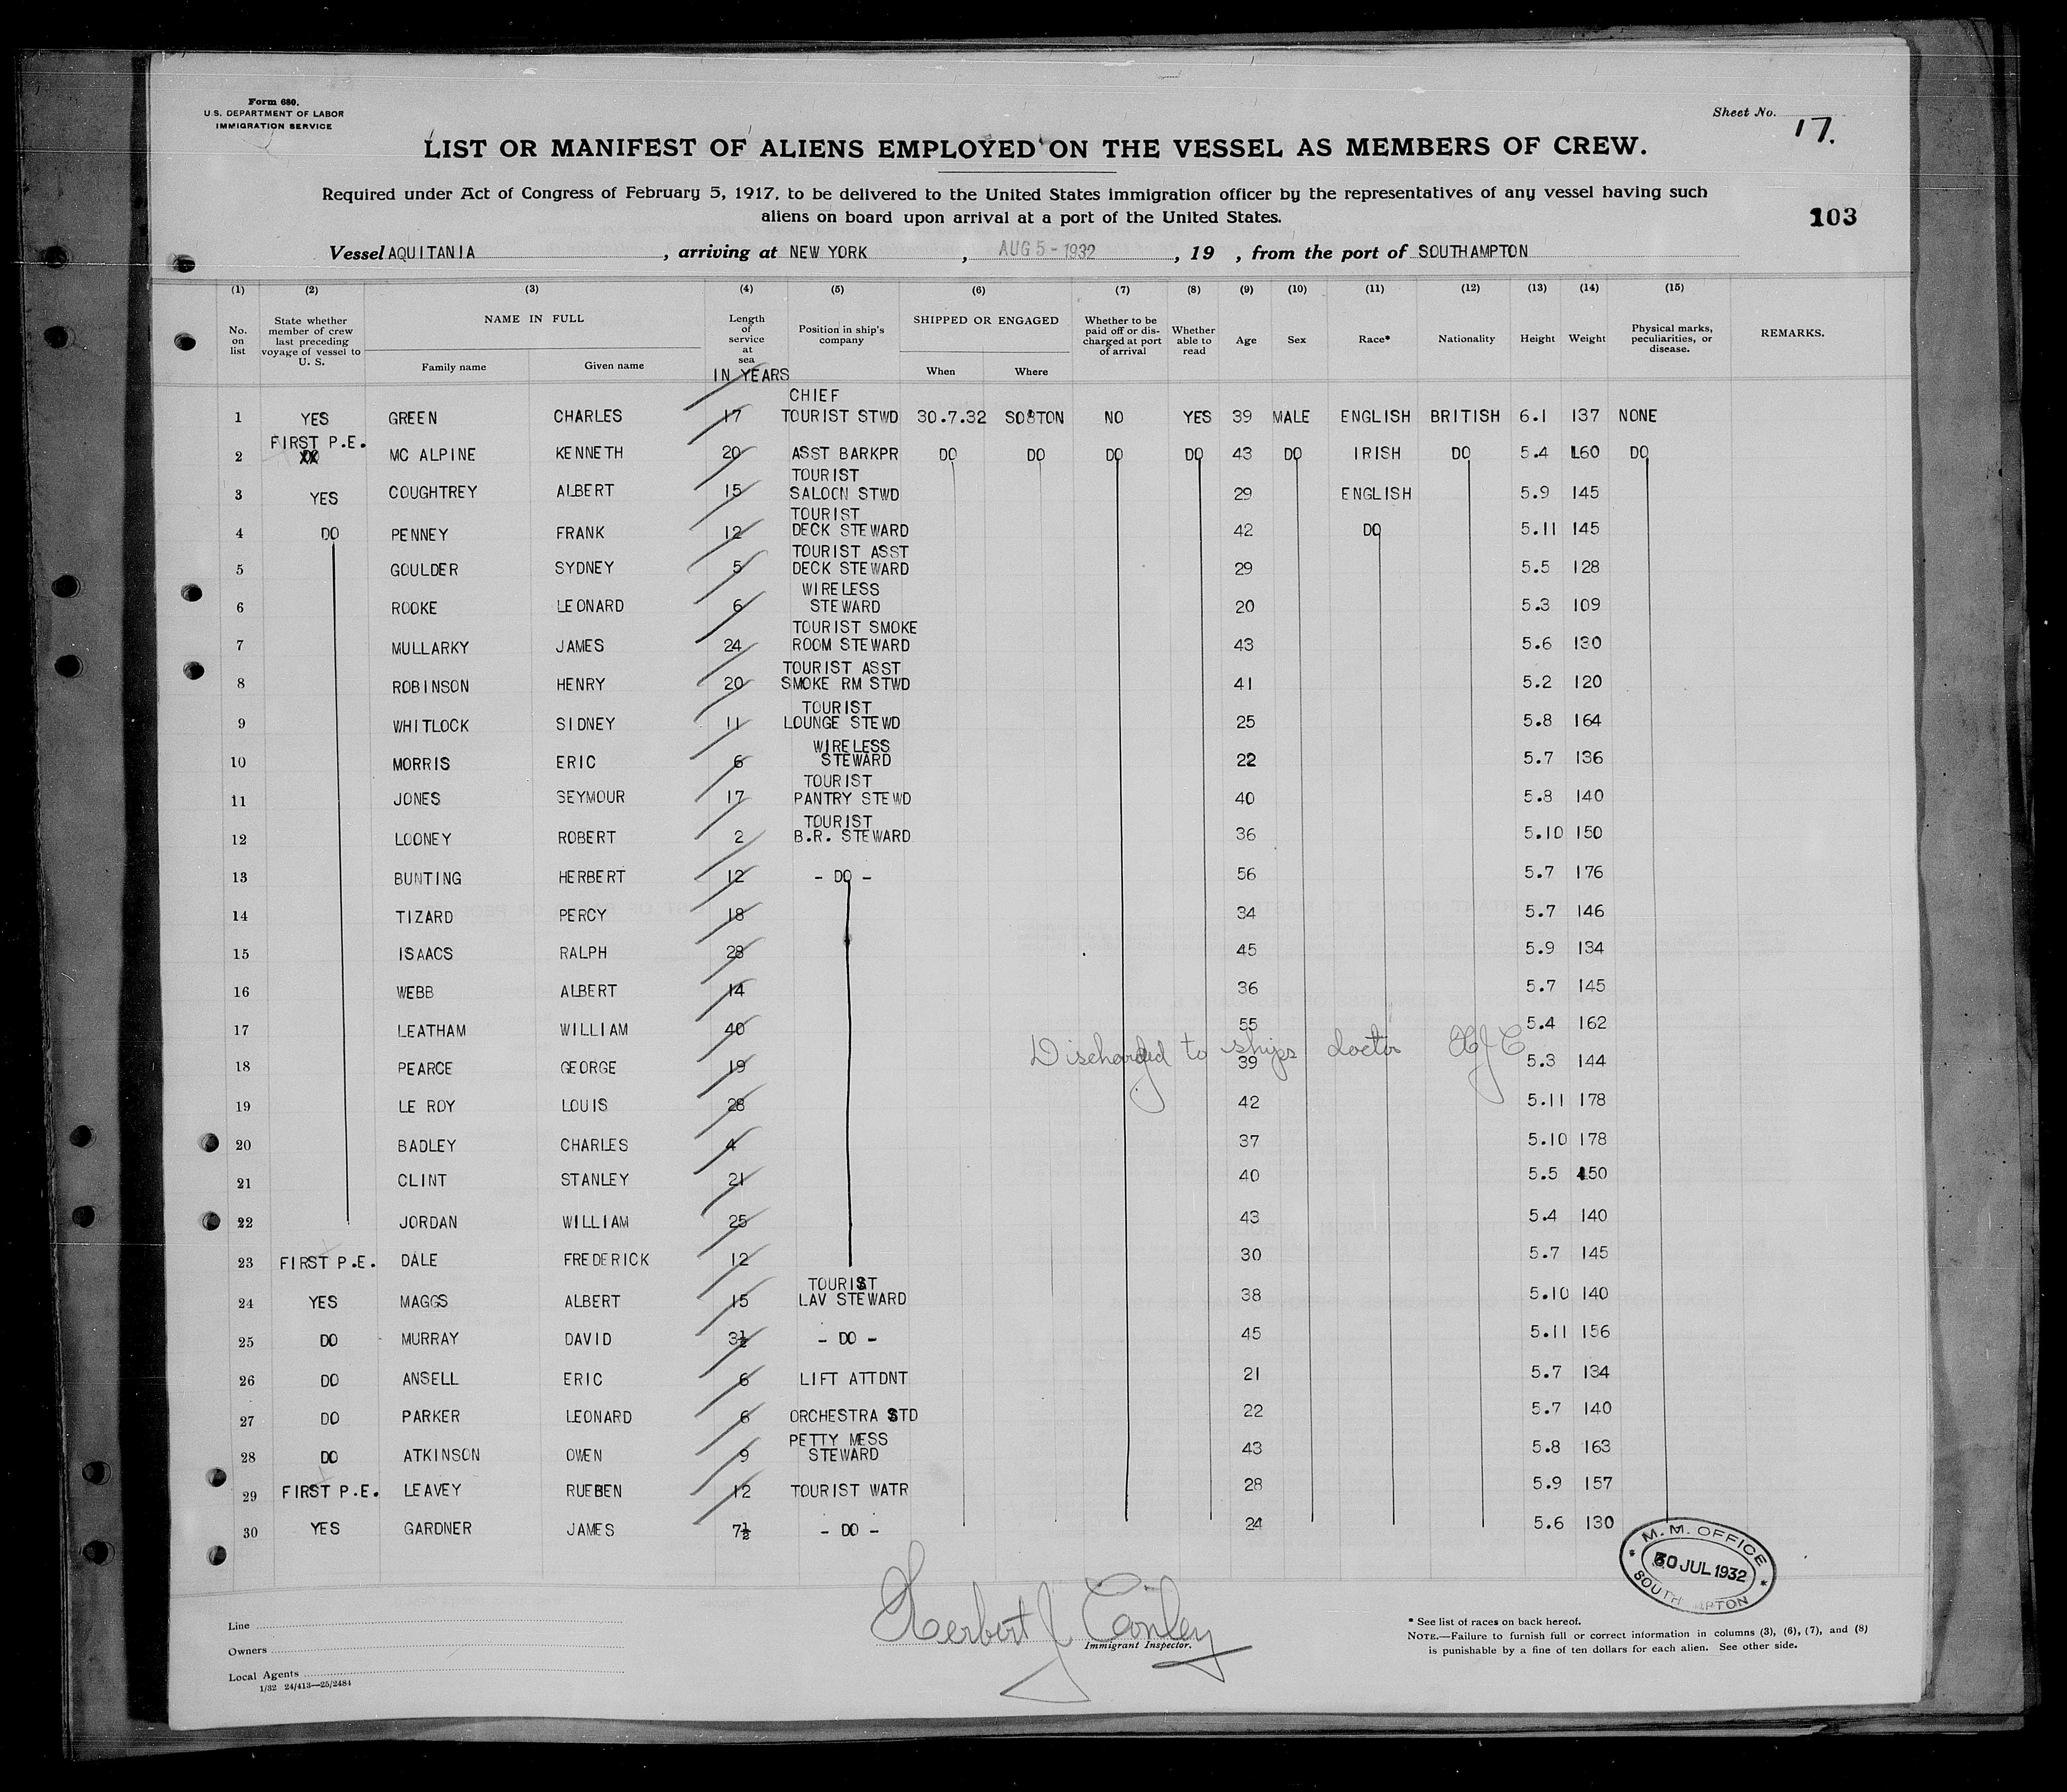 Form 680.
U.S. DEPARTMENT OF LABOR
IMMIGRATION SERVICE
Sheet No. 17.
LIST OR MANIFEST OF ALIENS EMPLOYED ON THE VESSEL AS MEMBERS OF CREW.
Required under Act of Congress of February 5, 1917, to be delivered to the United States immigration officer by the representatives of any vessel having such
aliens on board upon arrival at a port of the United States.
103
Vessel AQUITANIA, arriving at NEW YORK, AUG 5 - 1932, 19 , from the port of SOUTHAMPTON
(1) (2) (3) (4) (5) (6) (7) (8) (9) (10) (11) (12) (13) (14) (15)
No. on list State whether member of crew last preceding voyage of vessel to U. S. NAME IN FULL Family name Given name Length of service at sea IN YEARS Position in ship's company SHIPPED OR ENGAGED When Where Whether to be paid off or discharged at port of arrival Whether able to read Age Sex Race* Nationality Height Weight Physical marks, peculiarities, or disease. REMARKS.
1 YES GREEN CHARLES 17 CHIEF TOURIST STWD 30.7.32 SO'TON NO YES 39 MALE ENGLISH BRITISH 6.1 137 NONE
2 FIRST P.E. MC ALPINE KENNETH 20 ASST BARKPR DO DO DO DO 43 DO IRISH DO 5.4 160 DO
3 YES COUGHTREY ALBERT 15 TOURIST SALOON STWD 29 ENGLISH 5.9 145
4 DO PENNEY FRANK 12 TOURIST DECK STEWARD 42 DO 5.11 145
5 GOULDER SYDNEY 5 TOURIST ASST DECK STEWARD 29 5.5 128
6 ROOKE LEONARD 6 WIRELESS STEWARD 20 5.3 109
7 MULLARKY JAMES 24 TOURIST SMOKE ROOM STEWARD 43 5.6 130
8 ROBINSON HENRY 20 TOURIST ASST SMOKE RM STWD 41 5.2 120
9 WHITLOCK SIDNEY 11 TOURIST LOUNGE STEWD 25 5.8 164
10 MORRIS ERIC 6 WIRELESS STEWARD 22 5.7 136
11 JONES SEYMOUR 17 TOURIST PANTRY STEWD 40 5.8 140
12 LOONEY ROBERT 2 TOURIST B.R. STEWARD 36 5.10 150
13 BUNTING HERBERT 12 - DO - 56 5.7 176
14 TIZARD PERCY 18 34 5.7 146
15 ISAACS RALPH 28 45 5.9 134
16 WEBB ALBERT 14 36 5.7 145
17 LEATHAM WILLIAM 40 55 5.4 162
Discharged to ships doctor HJC
18 PEARCE GEORGE 19 39 5.3 144
19 LE ROY LOUIS 28 42 5.11 178
20 BADLEY CHARLES 4 37 5.10 178
21 CLINT STANLEY 21 40 5.5 150
22 JORDAN WILLIAM 25 43 5.4 140
23 FIRST P.E. DALE FREDERICK 12 30 5.7 145
24 YES MAGGS ALBERT 15 TOURIST LAV STEWARD 38 5.10 140
25 DO MURRAY DAVID 3½ - DO - 45 5.11 156
26 DO ANSELL ERIC 6 LIFT ATTDNT 21 5.7 134
27 DO PARKER LEONARD 6 ORCHESTRA STD 22 5.7 140
28 DO ATKINSON OWEN 9 PETTY MESS STEWARD 43 5.8 163
29 FIRST P.E. LEAVEY RUEBEN 12 TOURIST WATR 28 5.9 157
30 YES GARDNER JAMES 7½ - DO - 24 5.6 130
M. M. OFFICE
30 JUL 1932
Herbert J Conley
Immigrant Inspector.
Line
Owners
Local Agents
1/32 24/413—25/2484
* See list of races on back hereof.
NOTE.—Failure to furnish full or correct information in columns (3), (6), (7), and (8)
is punishable by a fine of ten dollars for each alien. See other side.